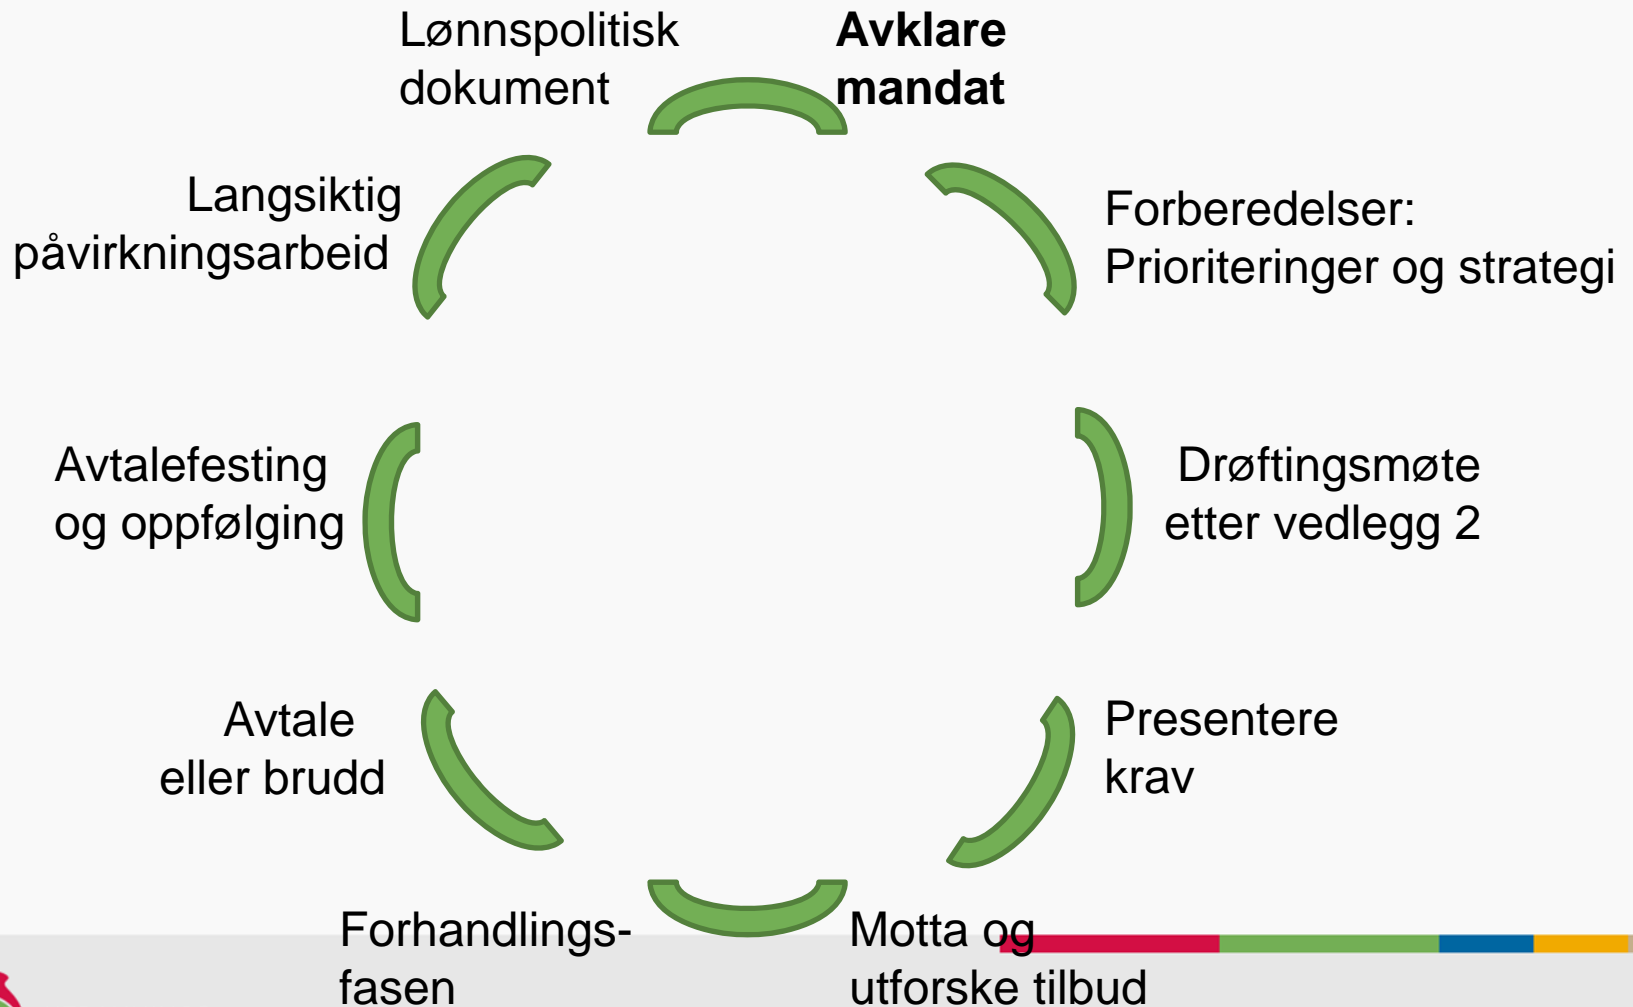 Lønnspolitisk
dokument
Avklare
mandat
Langsiktig
påvirkningsarbeid
Forberedelser:
Prioriteringer og strategi
Avtalefesting
og oppfølging
Drøftingsmøte
etter vedlegg 2
Avtale
eller brudd
Presentere
krav
Forhandlings-
fasen
Motta og
utforske tilbud